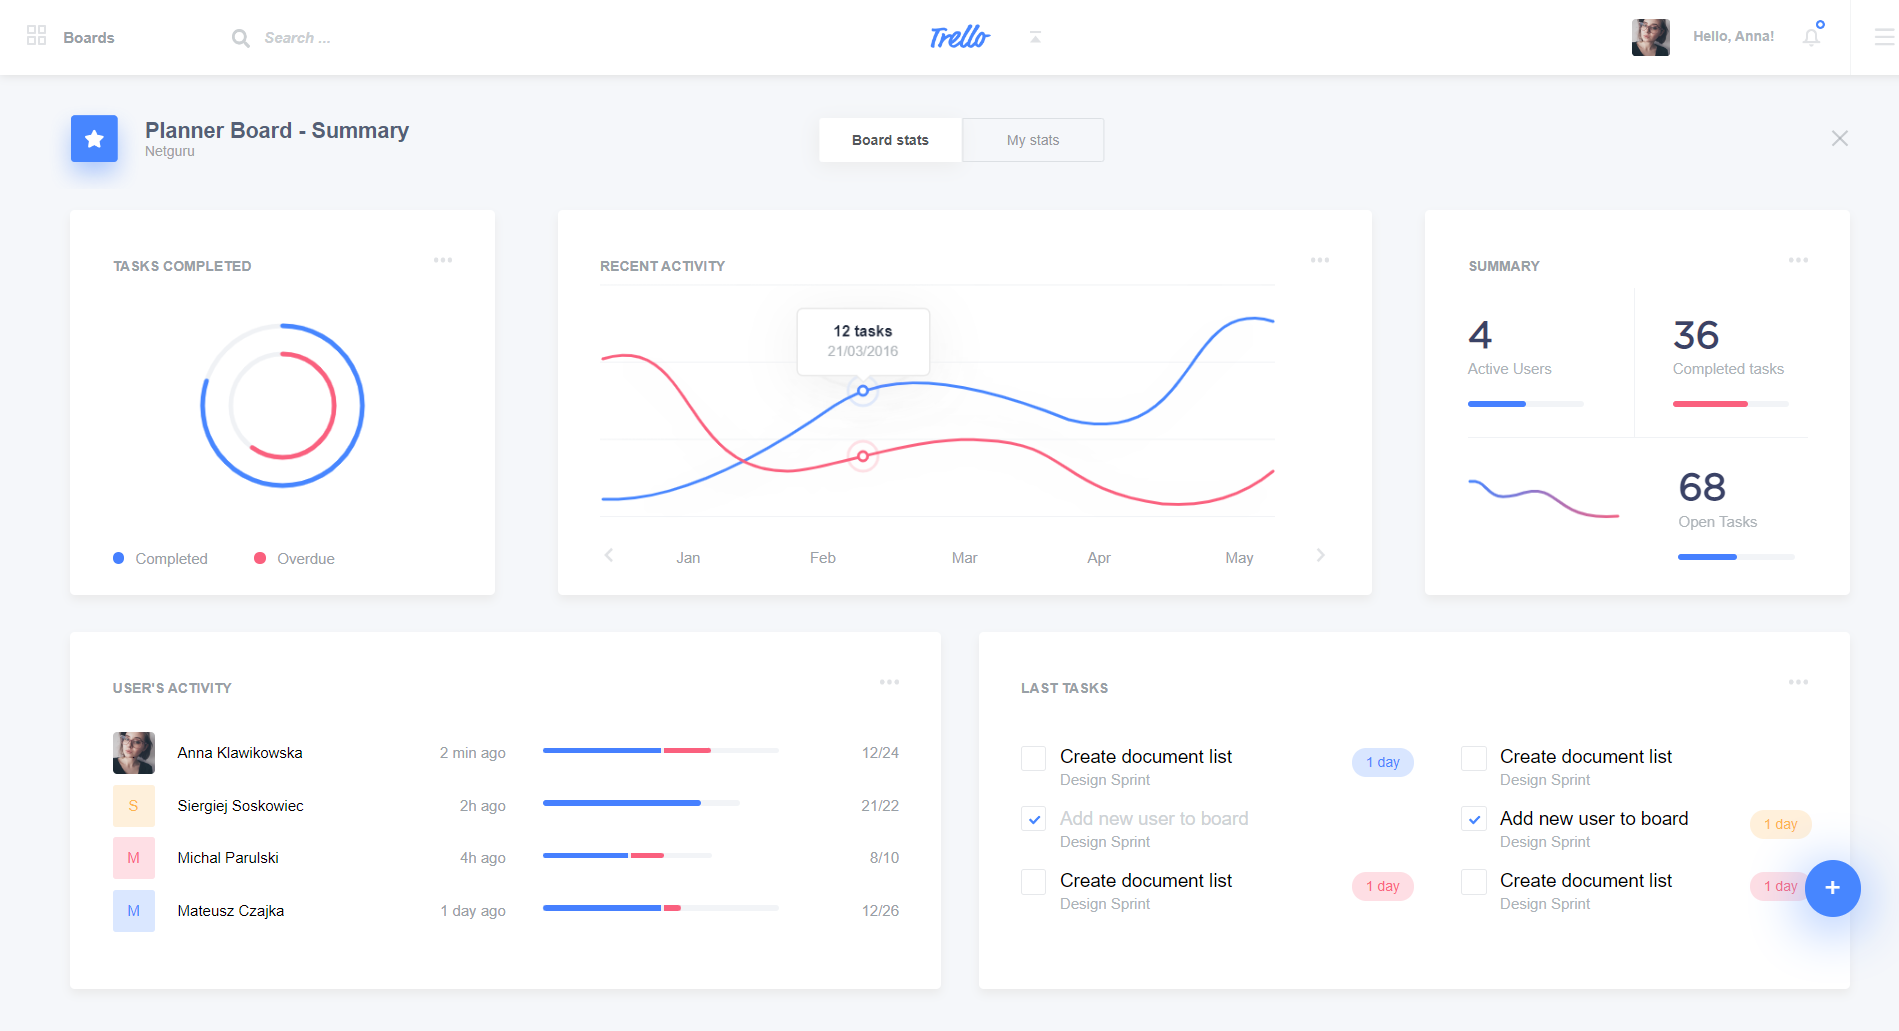 Boards
Search ...
Trello
Hello, Anna!
Planner Board - Summary
Netguru
Board stats
My stats
TASKS COMPLETED
Completed
Overdue
RECENT ACTIVITY
12 tasks
21/03/2016
Jan
Feb
Mar
Apr
May
SUMMARY
4
Active Users
36
Completed tasks
68
Open Tasks
USER'S ACTIVITY
Anna Klawikowska
2 min ago
12/24
S
Siergiej Soskowiec
2h ago
21/22
M
Michal Parulski
4h ago
8/10
M
Mateusz Czajka
1 day ago
12/26
LAST TASKS
Create document list
Design Sprint
1 day
Add new user to board
Design Sprint
Create document list
Design Sprint
1 day
Create document list
Design Sprint
Add new user to board
Design Sprint
1 day
Create document list
Design Sprint
1 day
+